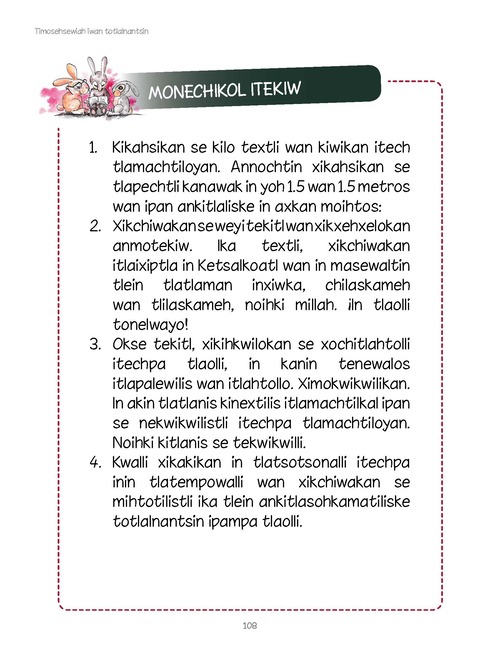 Timosehsewiah iwan totlalnantsin
MONECHIKOL ITEKIW
1. Kikahsikan se kilo textli wan kiwikan itech
tlamachtiloyan. Annochtin xikahsikan se
tlapechtli kanawak in yoh 1.5 wan 1.5 metros
wan ipan ankitlaliske in axkan moihtos:
2. Xikchiwakan se weyi tekitl wan xikxehxelokan
anmotekiw. Ika textli, xikchiwakan
itlaixiptla in Ketsalkoatl wan in masewaltin
tlein tlatlaman inxiwka, chilaskameh
wan tlilaskameh, noihki millah. ¡In tlaolli
tonelwayo!
3. Okse tekitl, xikihkwilokan se xochitlahtolli
itechpa tlaolli, in kanin tenewalos
itlapalewilis wan itlahtollo. Ximokwikwilikan.
In akin tlatlanis kinextilis itlamachtilkal ipan
se nekwikwilistli itechpa tlamachtiloyan.
Noihki kitlanis se tekwikwilli.
4. Kwalli xikakikan in tlatsotsonalli itechpa
inin tlatempowalli wan xikchiwakan se
mihtotilistli ika tlein ankitlasohkamatiliske
totlalnantsin ipampa tlaolli.
108